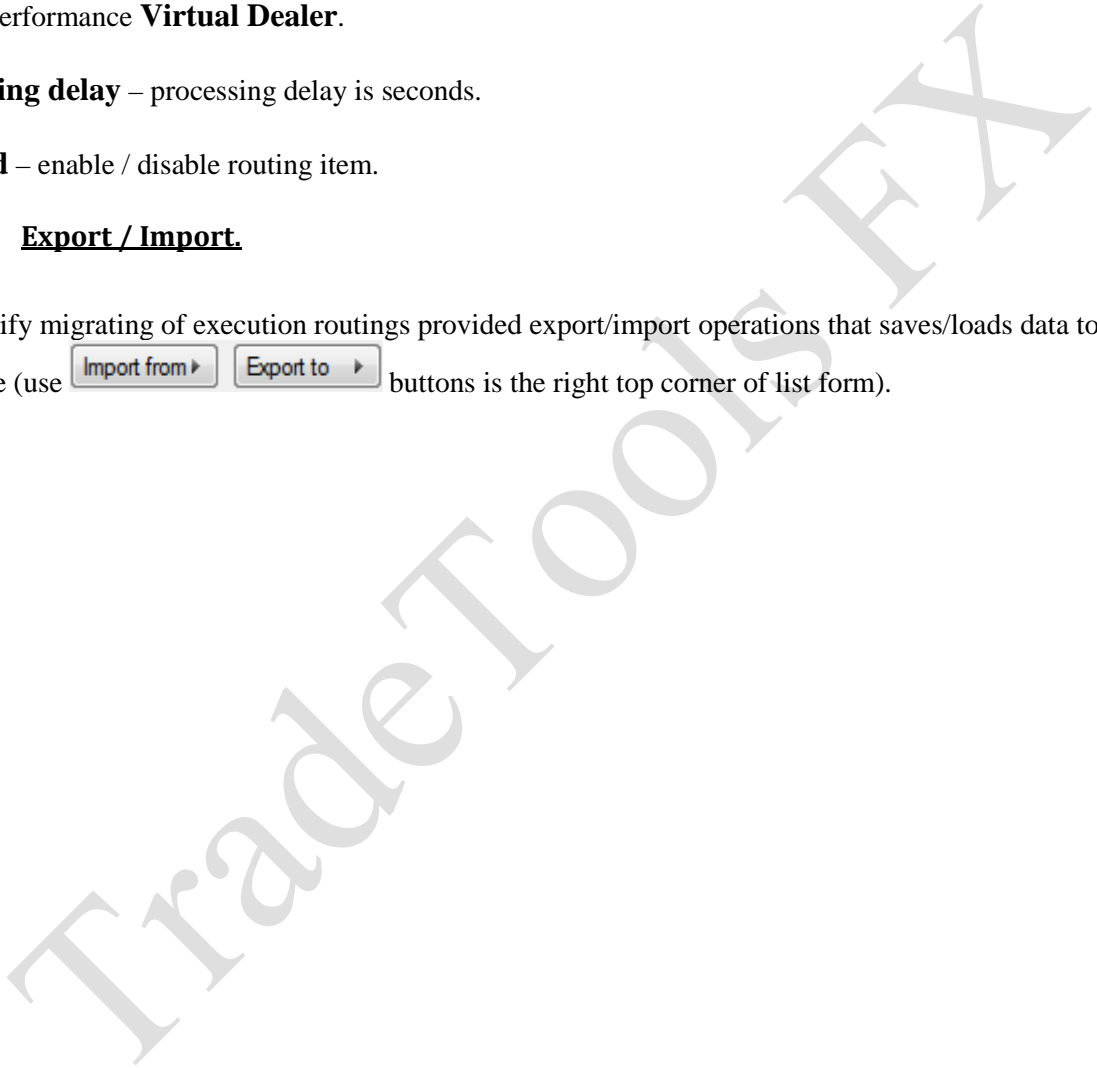 erformance Virtual Dealer.
ing delay – processing delay is seconds.
d – enable / disable routing item.
Export / Import.
ify migrating of execution routings provided export/import operations that saves/loads data to
e (use Import from Export to buttons is the right top corner of list form).
TradeTools FX